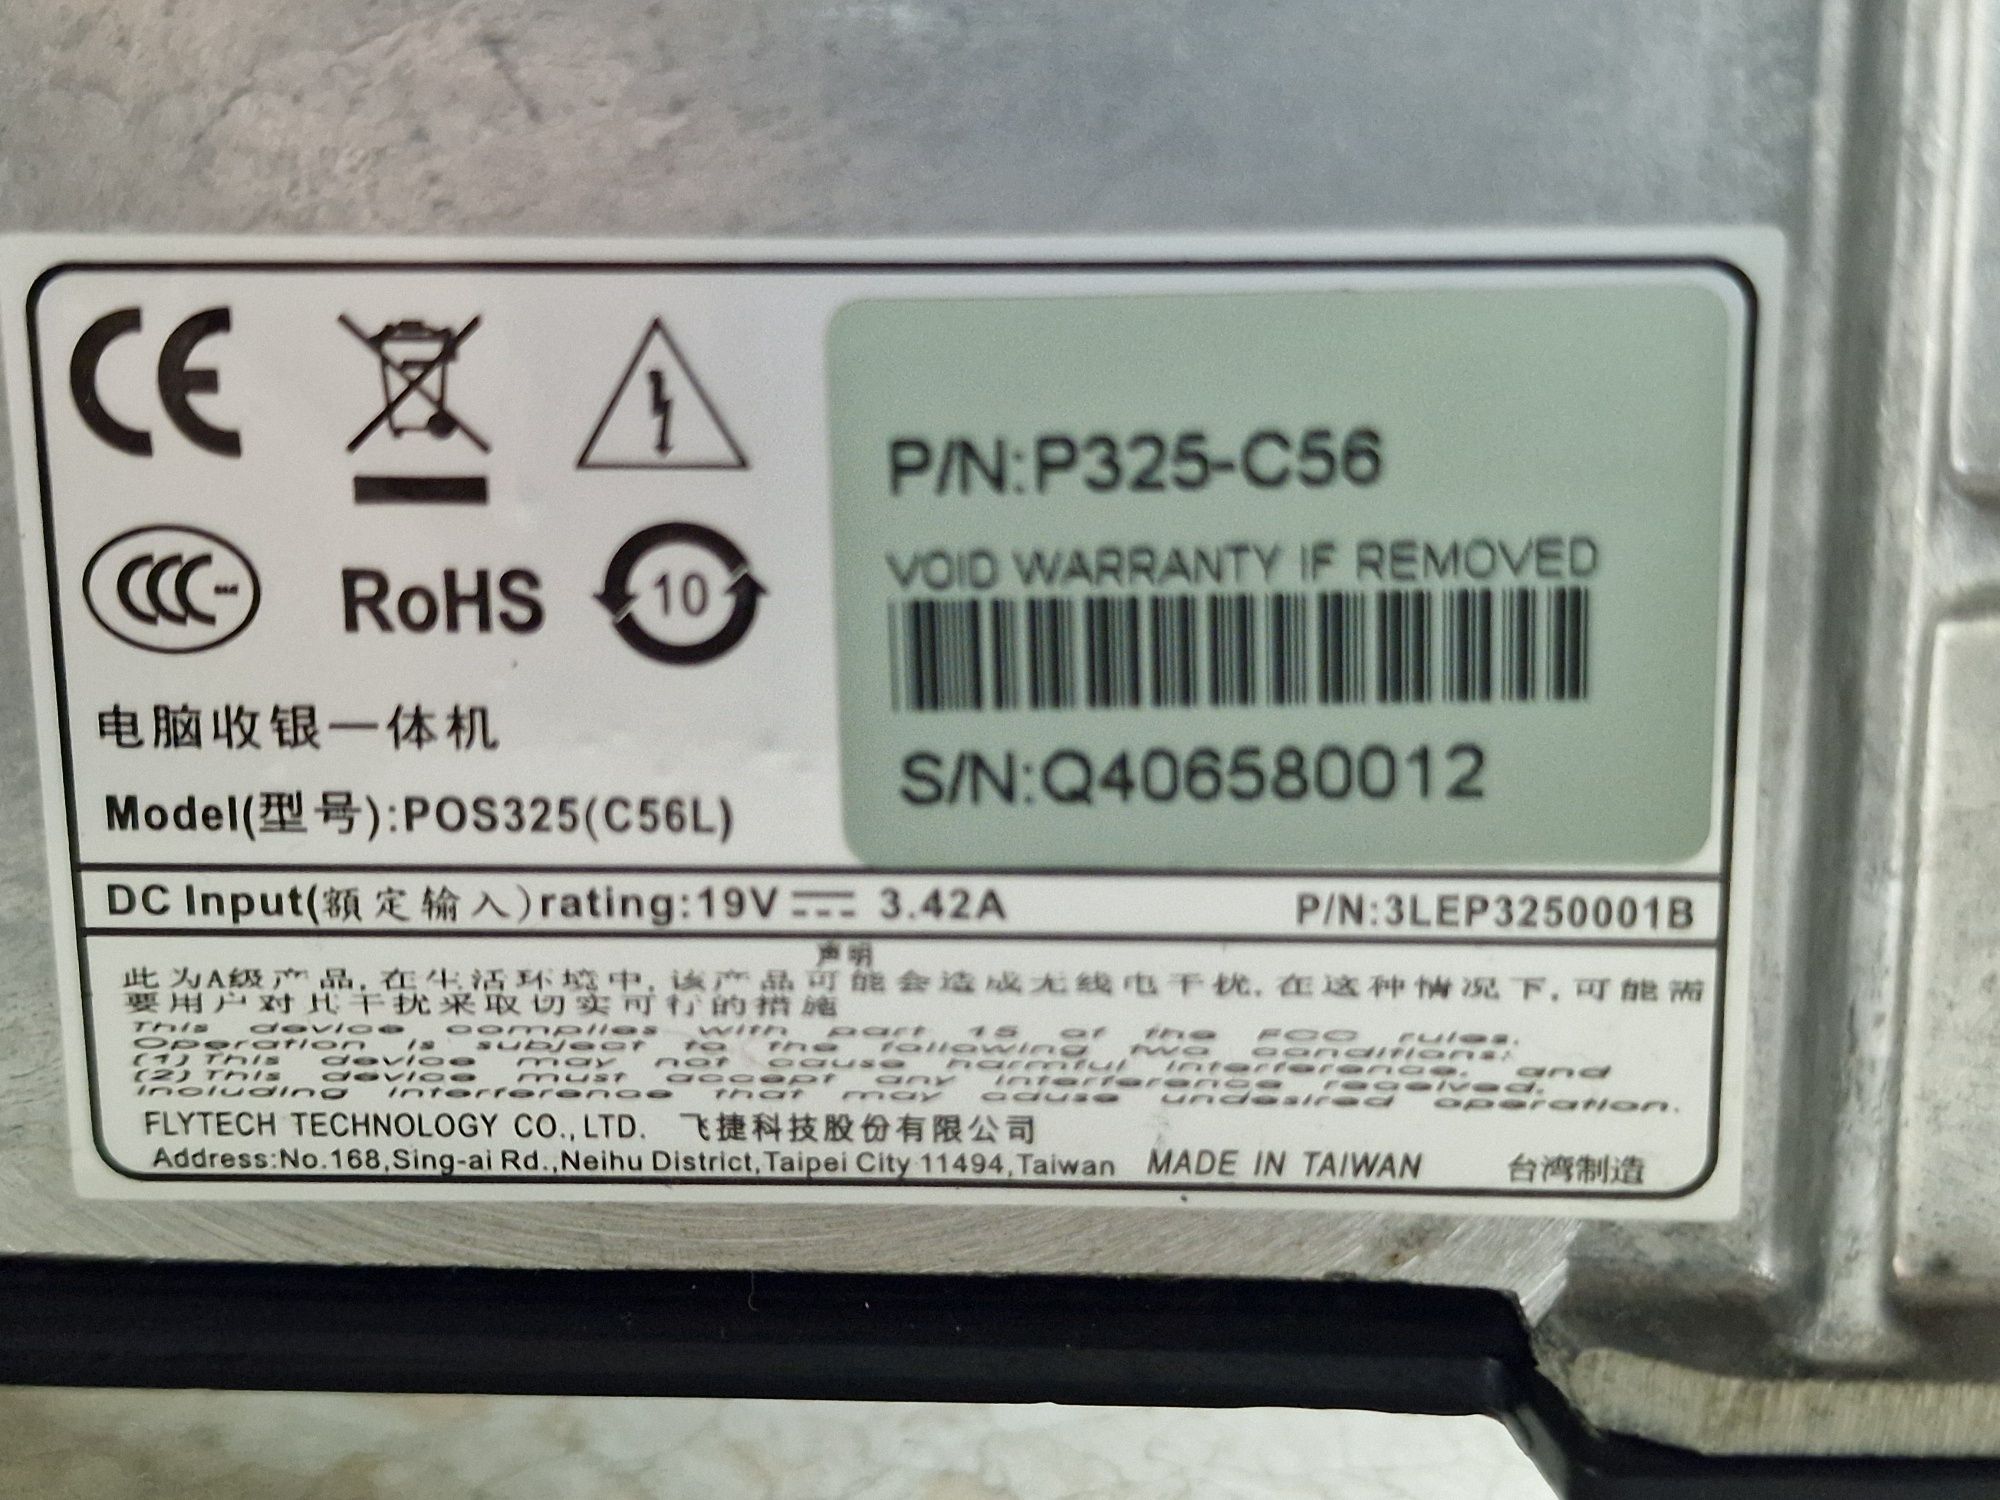 CE
P/N:P325-C56
VOID WARRANTY IF REMOVED
CCC
RoHS
10
S/N:Q406580012
电脑收银一体机
Model(型号):POS325(C56L)
DC Input(額定输入)rating:19V 3.42A
P/N:3LEP3250001B
声明
此为A级产品,在生活环境中,该产品可能会造成无线电干扰,在这种情况下,可能需
要用户对其干扰采取切实可行的措施
This device complies with part 15 of the FCC rules.
Operation is subject to the following two conditions:
(1)This device may not cause harmful interference, and
(2)This device must accept any interference received,
including interference that may cause undesired operation.
FLYTECH TECHNOLOGY CO.,LTD. 飞捷科技股份有限公司
Address:No.168,Sing-ai Rd.,Neihu District,Taipei City 11494,Taiwan MADE IN TAIWAN 台湾制造